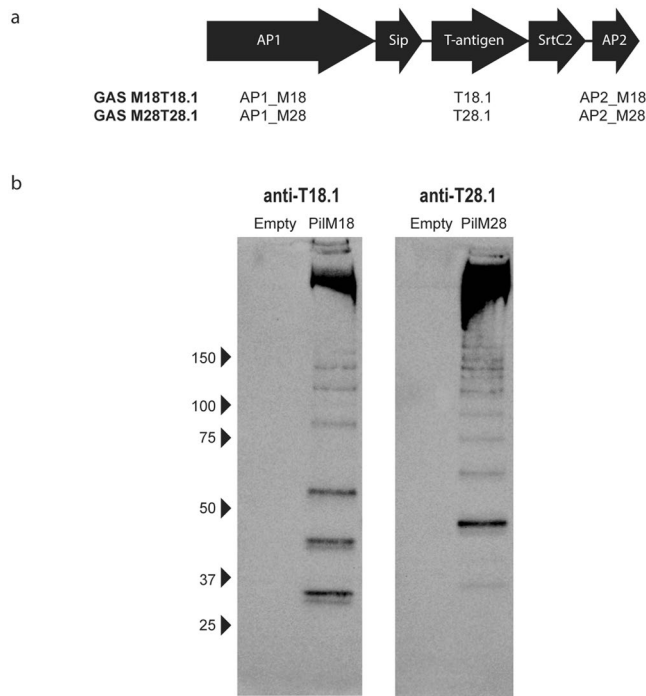 a
AP1 Sip T-antigen SrtC2 AP2
GAS M18T18.1 AP1_M18 T18.1 AP2_M18
GAS M28T28.1 AP1_M28 T28.1 AP2_M28
b
anti-T18.1 anti-T28.1
Empty PilM18 Empty PilM28
150
100
75
50
37
25